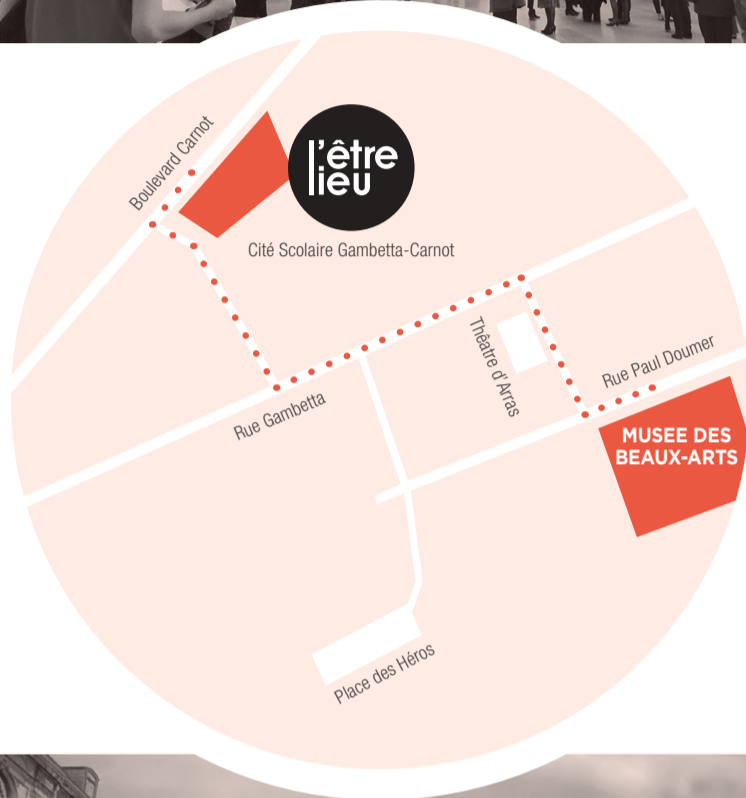 Boulevard Carnot
l'être
lieu
Cité Scolaire Gambetta-Carnot
Thêatre d'Arras
Rue Paul Doumer
Rue Gambetta
MUSEE DES
BEAUX-ARTS
Place des Héros